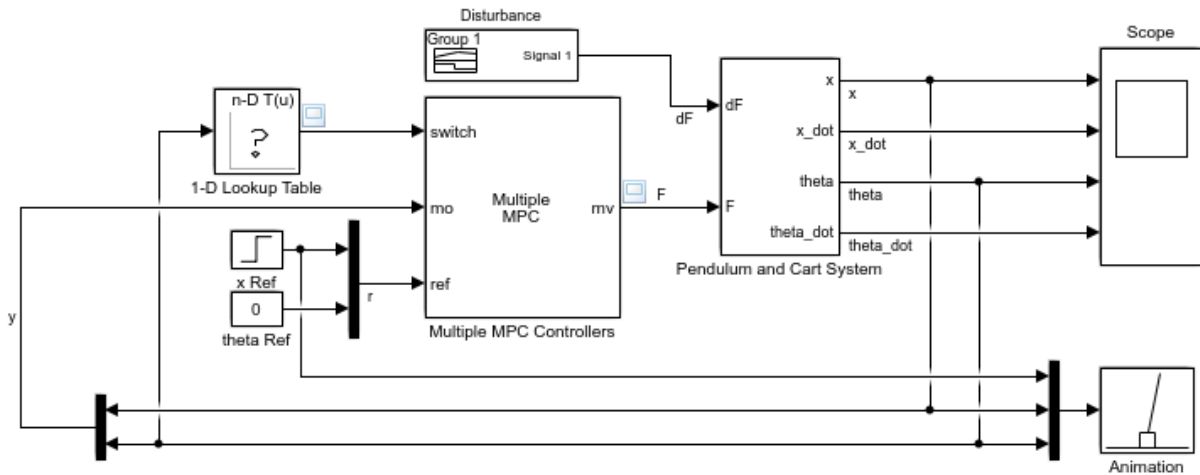 Disturbance
Group 1
Signal 1
Scope
n-D T(u)
?
1-D Lookup Table
switch
mo
ref
Multiple
MPC
mv
Multiple MPC Controllers
F
dF
dF
F
x
x_dot
theta
theta_dot
Pendulum and Cart System
x
x_dot
theta
theta_dot
x Ref
0
theta Ref
r
y
Animation